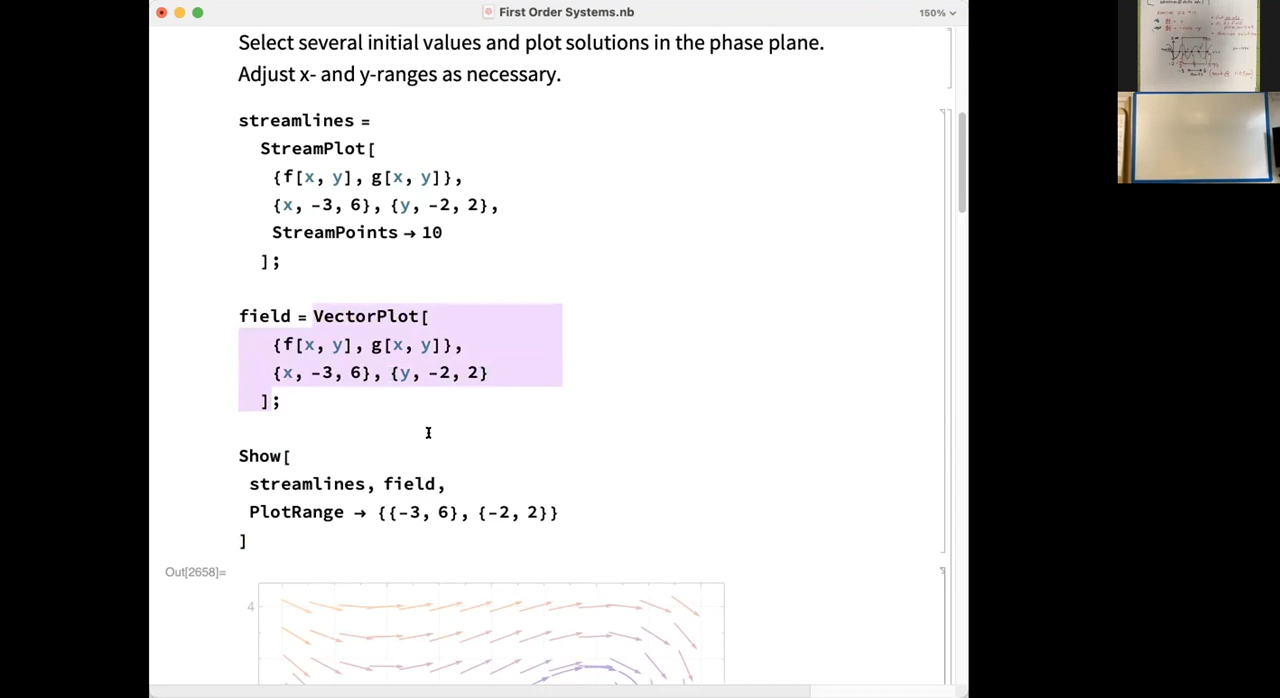 First Order Systems.nb
150%
Select several initial values and plot solutions in the phase plane.
Adjust x- and y-ranges as necessary.
streamlines =
StreamPlot[
{f[x, y], g[x, y]},
{x, -3, 6}, {y, -2, 2},
StreamPoints → 10
];
field = VectorPlot[
{f[x, y], g[x, y]},
{x, -3, 6}, {y, -2, 2}
];
Show[
streamlines, field,
PlotRange → {{-3, 6}, {-2, 2}}
]
Out[2658]=
4